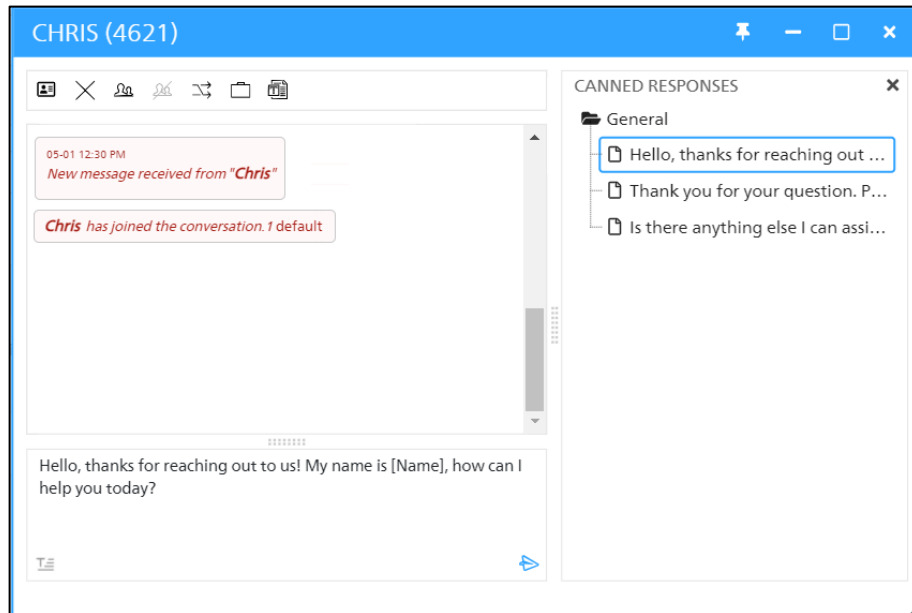 CHRIS (4621)
05-01 12:30 PM
New message received from "Chris"
Chris has joined the conversation.1 default
Hello, thanks for reaching out to us! My name is [Name], how can I
help you today?
CANNED RESPONSES
General
Hello, thanks for reaching out ...
Thank you for your question. P...
Is there anything else I can assi...